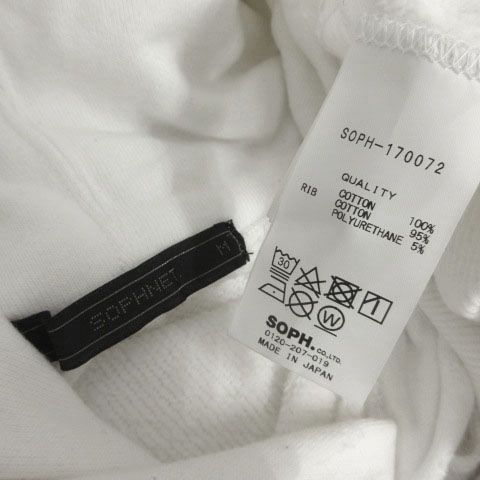 SOPH-170072
QUALITY
COTTON 100%
RIB COTTON 95%
POLYURETHANE 5%
30
W
SOPH.CO.,LTD.
0120-207-019
MADE IN JAPAN
SOPHNET. M